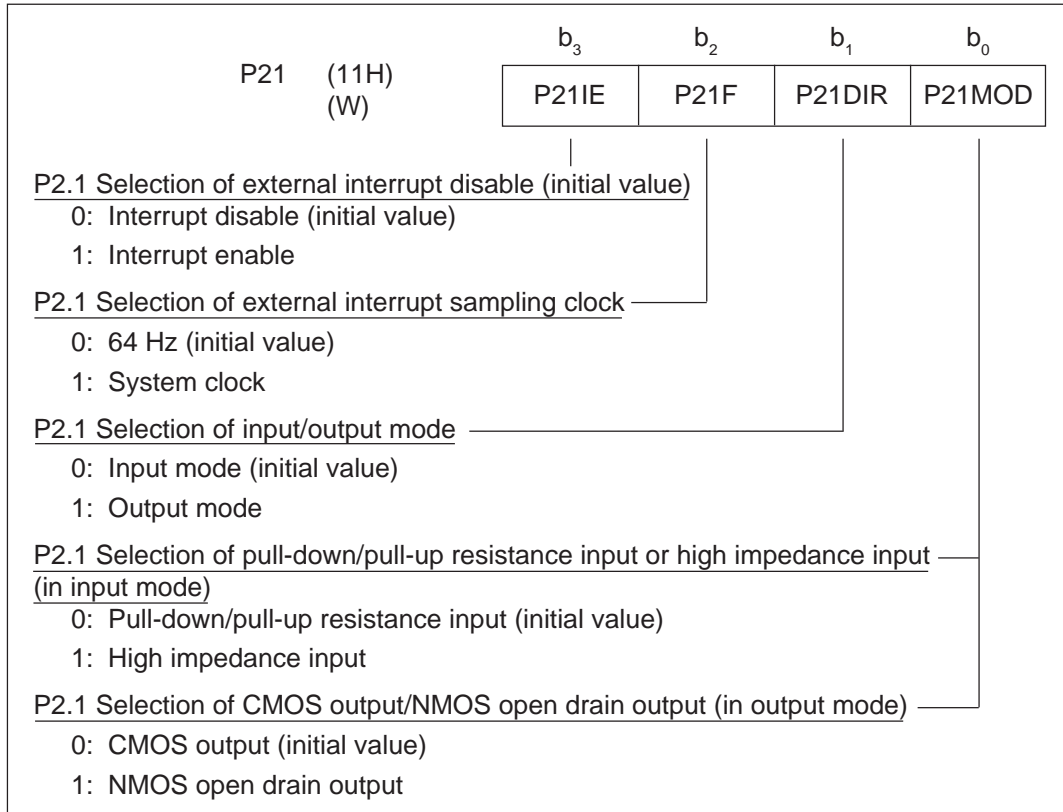 b3 b2 b1 b0
P21 (11H)
(W)
P21IE P21F P21DIR P21MOD
P2.1 Selection of external interrupt disable (initial value)
0: Interrupt disable (initial value)
1: Interrupt enable
P2.1 Selection of external interrupt sampling clock
0: 64 Hz (initial value)
1: System clock
P2.1 Selection of input/output mode
0: Input mode (initial value)
1: Output mode
P2.1 Selection of pull-down/pull-up resistance input or high impedance input
(in input mode)
0: Pull-down/pull-up resistance input (initial value)
1: High impedance input
P2.1 Selection of CMOS output/NMOS open drain output (in output mode)
0: CMOS output (initial value)
1: NMOS open drain output